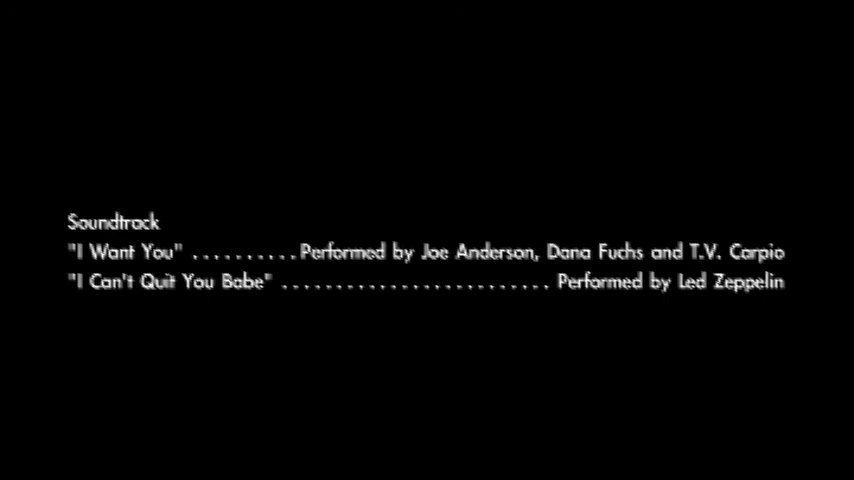 Soundtrack
"I Want You" .......... Performed by Joe Anderson, Dana Fuchs and T.V. Carpio
"I Can't Quit You Babe" ......................... Performed by Led Zeppelin